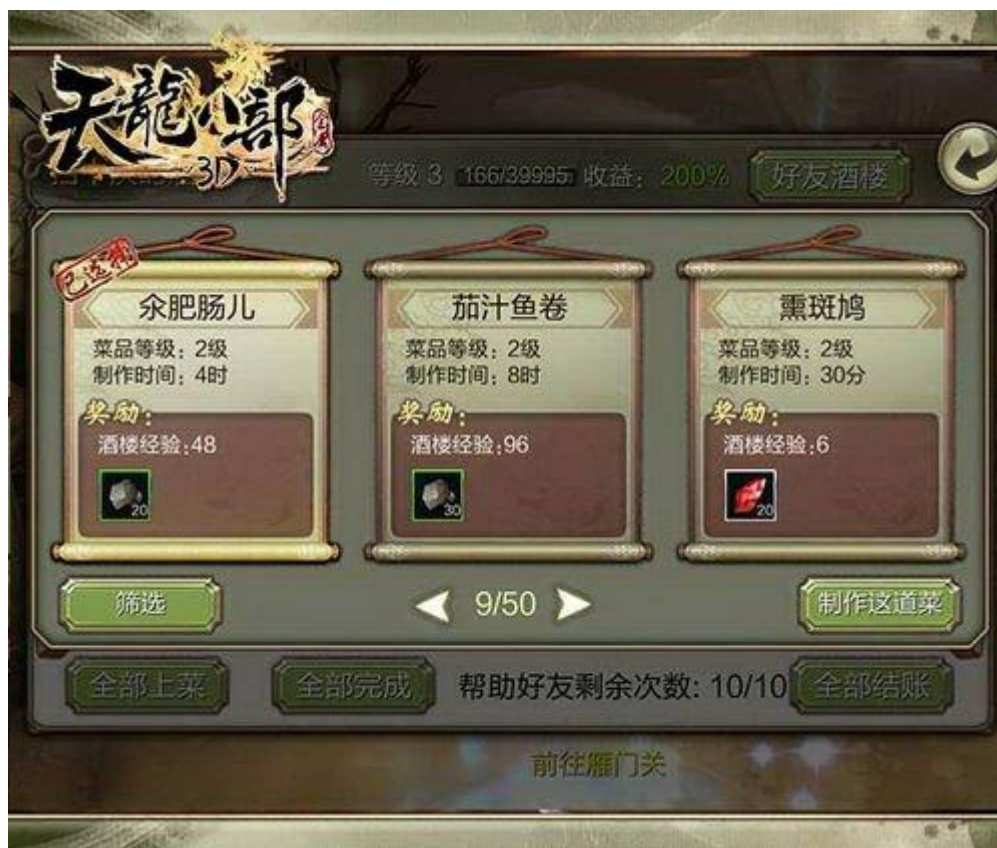 天龍八部
3D
等级 3 166/39995 收益：200% 好友酒楼
已选择
汆肥肠儿
菜品等级：2级
制作时间：4时
奖励：
酒楼经验:48
20
茄汁鱼卷
菜品等级：2级
制作时间：8时
奖励：
酒楼经验:96
30
熏斑鸠
菜品等级：2级
制作时间：30分
奖励：
酒楼经验:6
20
筛选
9/50
制作这道菜
全部上菜
全部完成
帮助好友剩余次数: 10/10
全部结账
前往雁门关